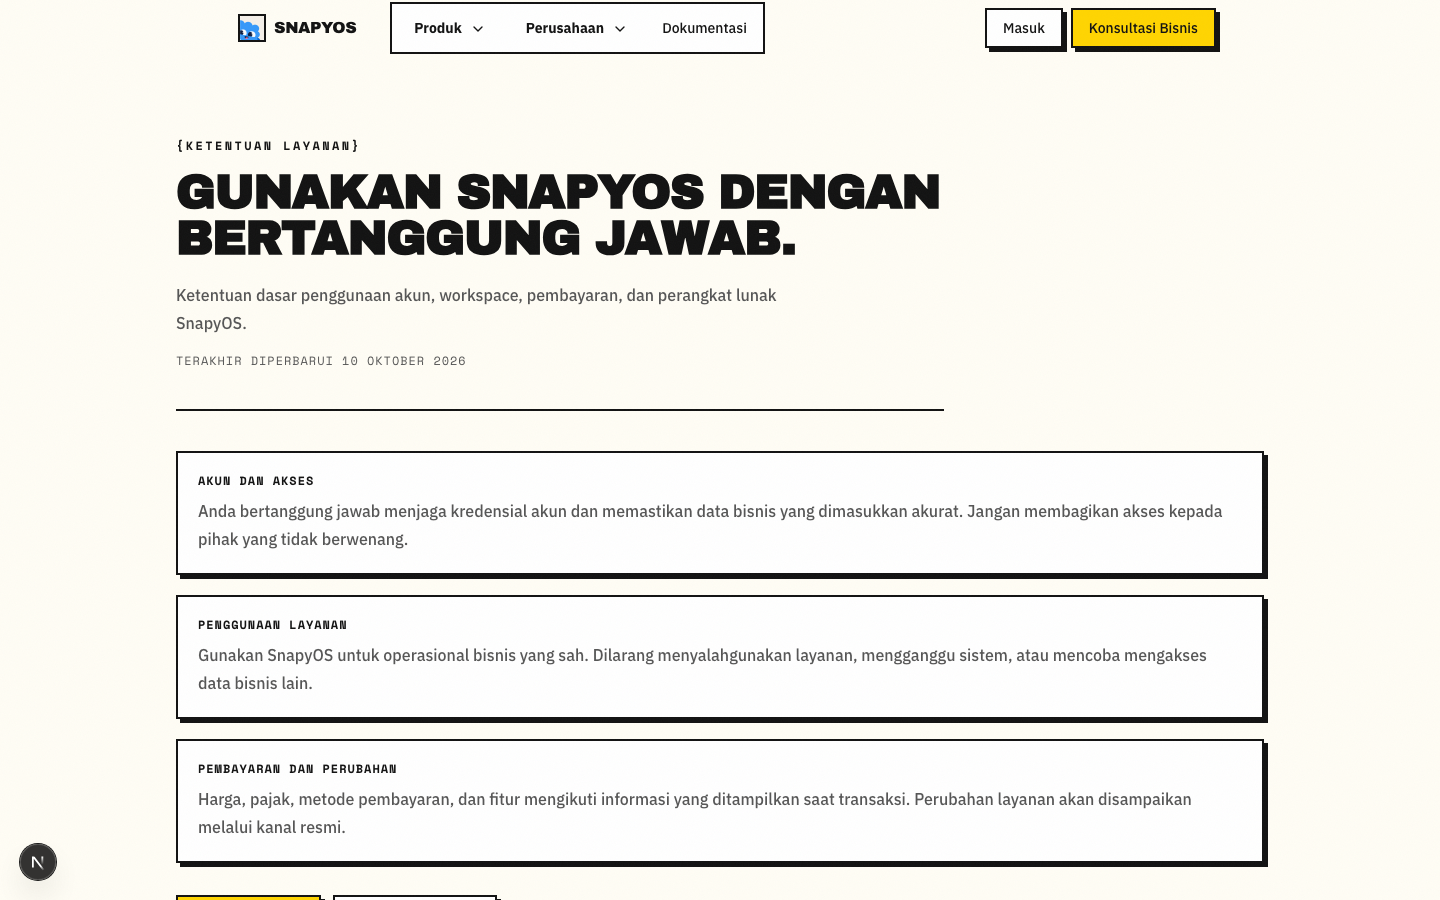 SNAPYOS
Produk
Perusahaan
Dokumentasi
Masuk
Konsultasi Bisnis
{KETENTUAN LAYANAN}
GUNAKAN SNAPYOS DENGAN
BERTANGGUNG JAWAB.
Ketentuan dasar penggunaan akun, workspace, pembayaran, dan perangkat lunak
SnapyOS.
TERAKHIR DIPERBARUI 10 OKTOBER 2026
AKUN DAN AKSES
Anda bertanggung jawab menjaga kredensial akun dan memastikan data bisnis yang dimasukkan akurat. Jangan membagikan akses kepada
pihak yang tidak berwenang.
PENGGUNAAN LAYANAN
Gunakan SnapyOS untuk operasional bisnis yang sah. Dilarang menyalahgunakan layanan, mengganggu sistem, atau mencoba mengakses
data bisnis lain.
PEMBAYARAN DAN PERUBAHAN
Harga, pajak, metode pembayaran, dan fitur mengikuti informasi yang ditampilkan saat transaksi. Perubahan layanan akan disampaikan
melalui kanal resmi.
N